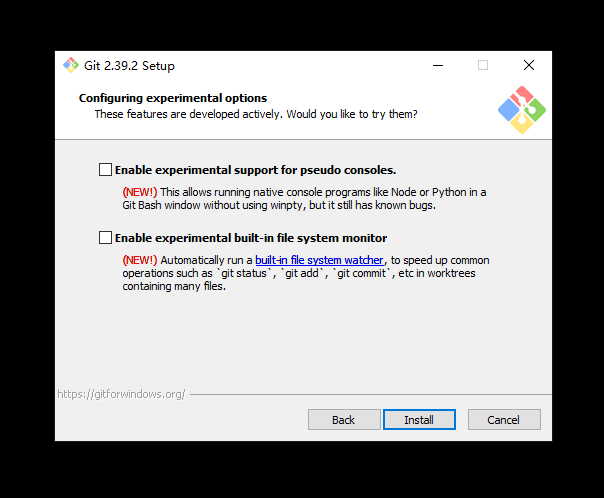 Git 2.39.2 Setup
Configuring experimental options
These features are developed actively. Would you like to try them?
Enable experimental support for pseudo consoles.
(NEW!) This allows running native console programs like Node or Python in a
Git Bash window without using winpty, but it still has known bugs.
Enable experimental built-in file system monitor
(NEW!) Automatically run a built-in file system watcher, to speed up common
operations such as `git status`, `git add`, `git commit`, etc in worktrees
containing many files.
https://gitforwindows.org/
Back
Install
Cancel